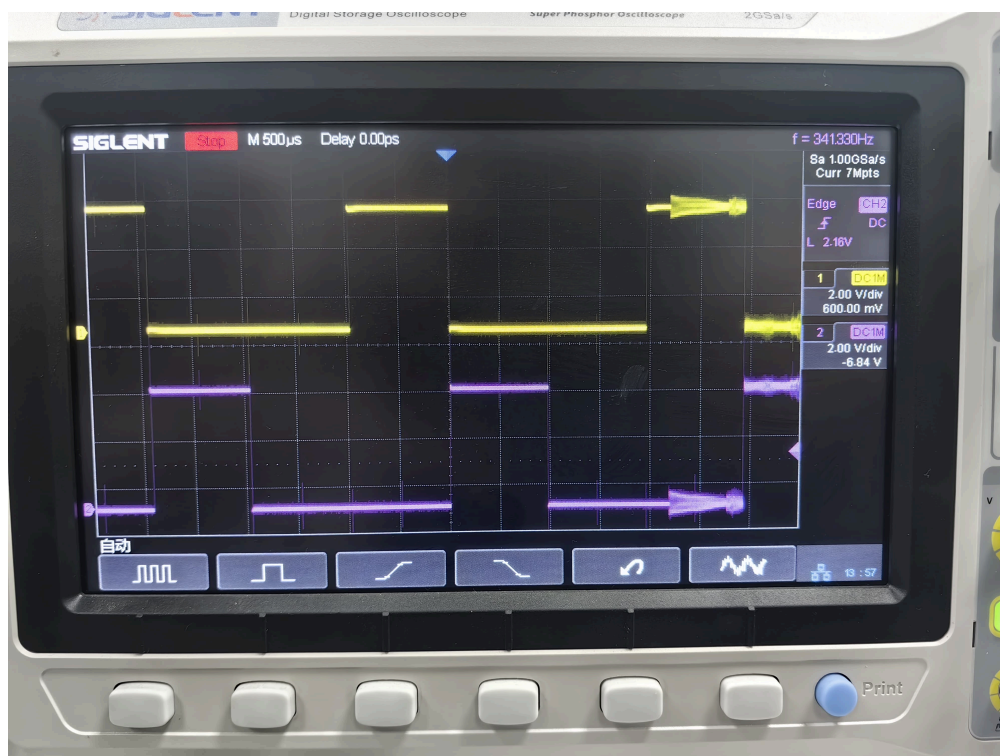 SIGLENT Digital Storage Oscilloscope Super Phosphor Oscilloscope 2GSa/s
SIGLENT Stop M 500µs Delay 0.00ps f = 341.330Hz
Sa 1.00GSa/s
Curr 7Mpts
Edge CH2
DC
L 2.16V
1 DC1M
2.00 V/div
600.00 mV
2 DC1M
2.00 V/div
-6.84 V
自动
13:57
Print
V